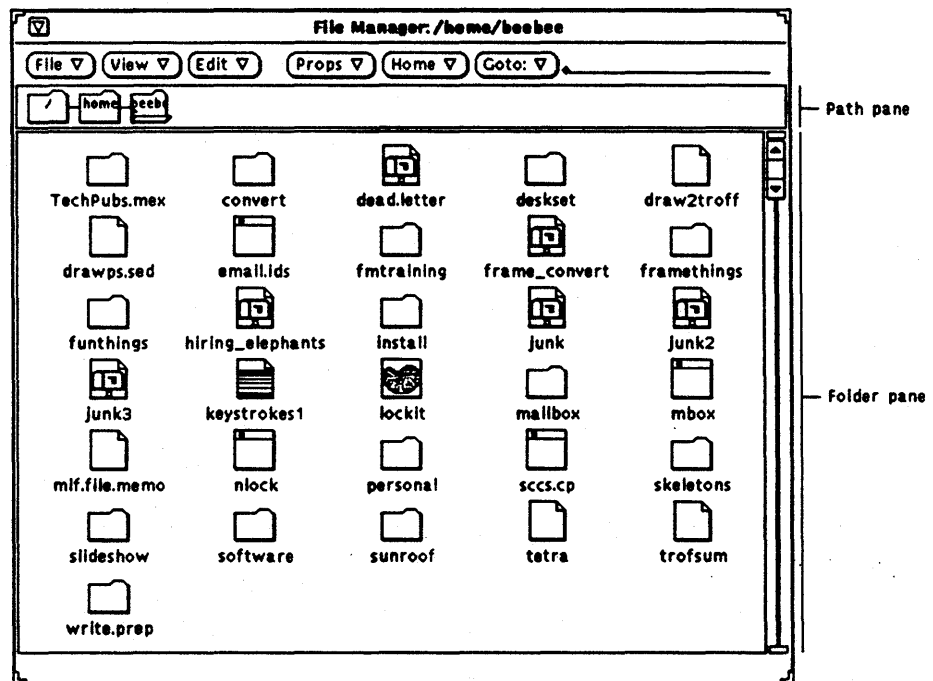 File Manager: /home/beebee
File View Edit Props Home Goto:
/ home beebe
Path pane
TechPubs.mex convert dead.letter deskset draw2troff
drawps.sed email.ids fmtraining frame_convert framethings
funthings hiring_elephants install junk junk2
junk3 keystrokes1 lockit mailbox mbox
Folder pane
mif.file.memo nlock personal sccs.cp skeletons
slideshow software sunroof tetra trofsum
write.prep